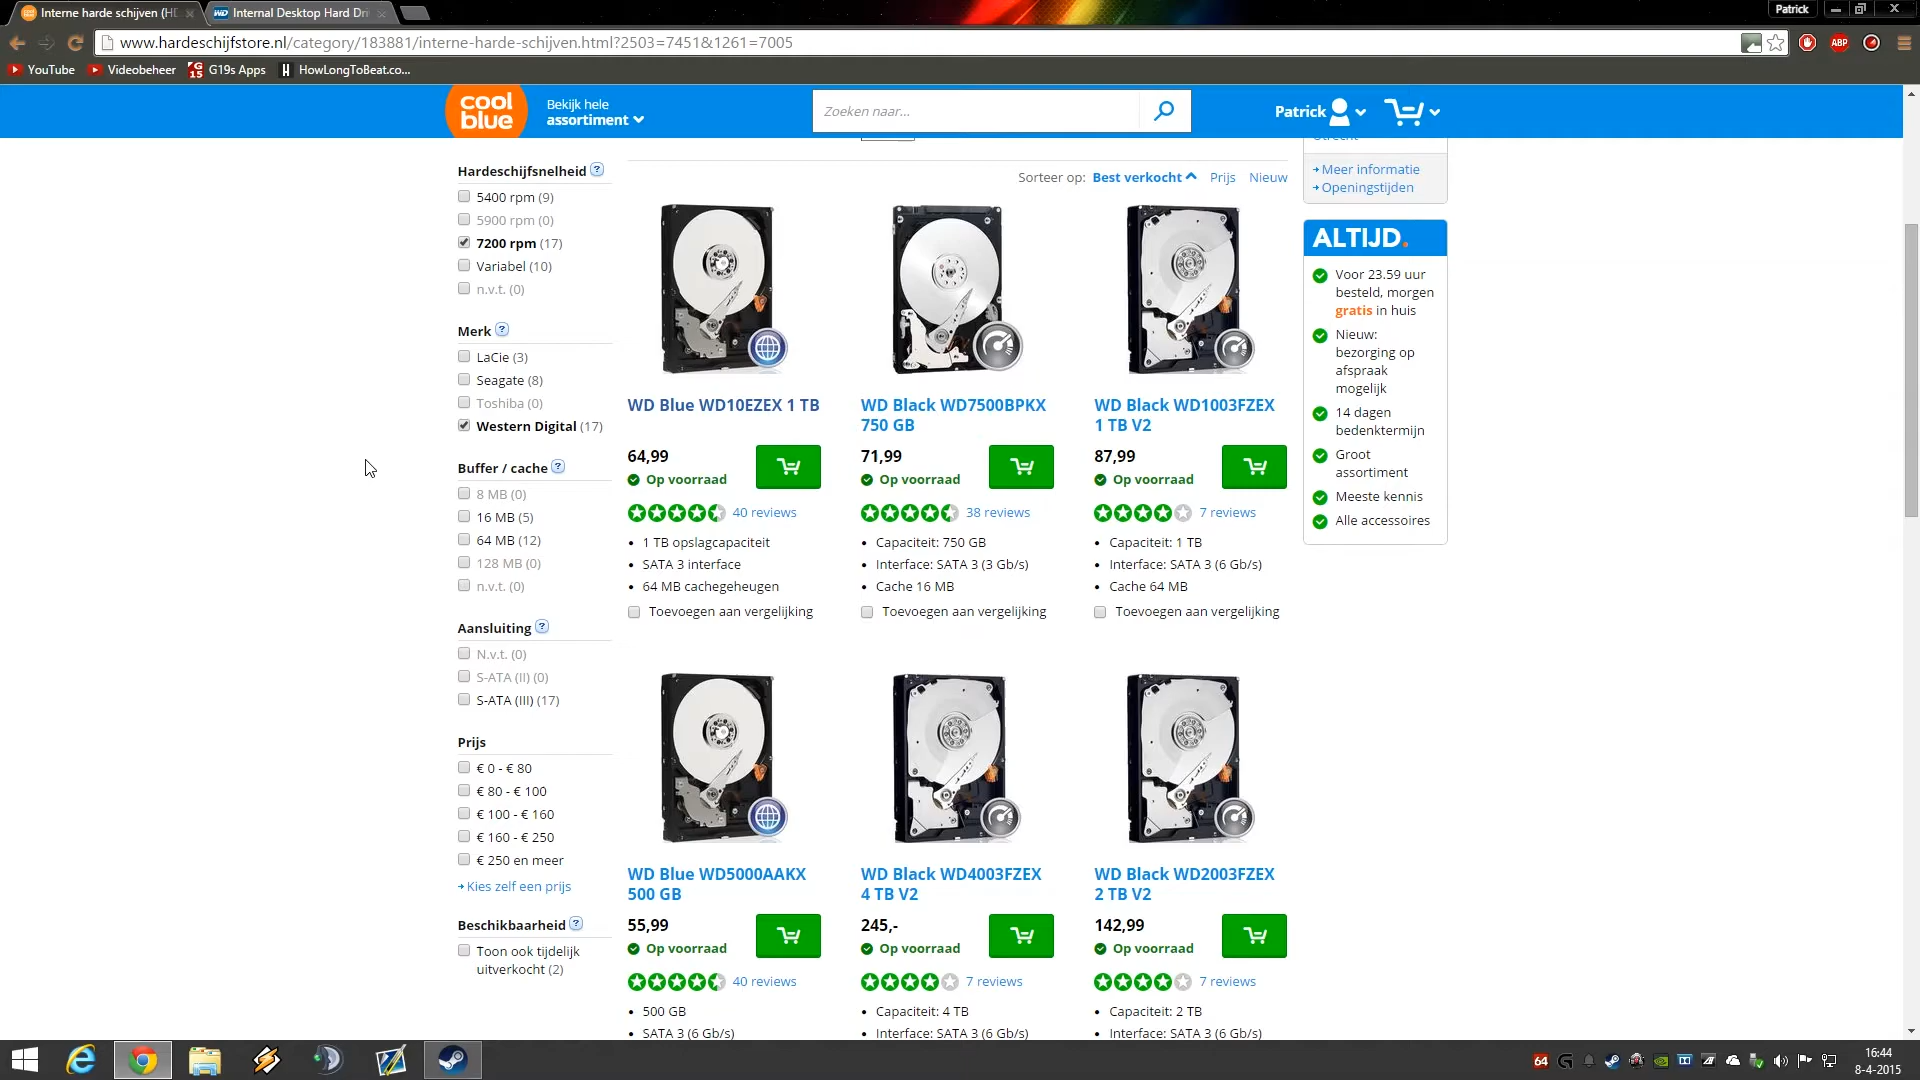 Interne harde schijven (HD
Internal Desktop Hard Dri
Patrick
www.hardeschijfstore.nl/category/183881/interne-harde-schijven.html?2503=7451&1261=7005
ABP
YouTube
Videobeheer
G15
G19s Apps
H
HowLongToBeat.co...
cool
blue
Bekijk hele
assortiment
Zoeken naar...
Patrick
Hardeschijfsnelheid ?
5400 rpm (9)
5900 rpm (0)
7200 rpm (17)
Variabel (10)
n.v.t. (0)
Merk ?
LaCie (3)
Seagate (8)
Toshiba (0)
Western Digital (17)
Buffer / cache ?
8 MB (0)
16 MB (5)
64 MB (12)
128 MB (0)
n.v.t. (0)
Aansluiting ?
N.v.t. (0)
S-ATA (II) (0)
S-ATA (III) (17)
Prijs
€ 0 - € 80
€ 80 - € 100
€ 100 - € 160
€ 160 - € 250
€ 250 en meer
Kies zelf een prijs
Beschikbaarheid ?
Toon ook tijdelijk
uitverkocht (2)
Sorteer op: Best verkocht Prijs Nieuw
WD Blue WD10EZEX 1 TB
64,99
Op voorraad
40 reviews
• 1 TB opslagcapaciteit
• SATA 3 interface
• 64 MB cachegeheugen
Toevoegen aan vergelijking
WD Black WD7500BPKX
750 GB
71,99
Op voorraad
38 reviews
• Capaciteit: 750 GB
• Interface: SATA 3 (3 Gb/s)
• Cache 16 MB
Toevoegen aan vergelijking
WD Black WD1003FZEX
1 TB V2
87,99
Op voorraad
7 reviews
• Capaciteit: 1 TB
• Interface: SATA 3 (6 Gb/s)
• Cache 64 MB
Toevoegen aan vergelijking
WD Blue WD5000AAKX
500 GB
55,99
Op voorraad
40 reviews
• 500 GB
• SATA 3 (6 Gb/s)
WD Black WD4003FZEX
4 TB V2
245,-
Op voorraad
7 reviews
• Capaciteit: 4 TB
• Interface: SATA 3 (6 Gb/s)
WD Black WD2003FZEX
2 TB V2
142,99
Op voorraad
7 reviews
• Capaciteit: 2 TB
• Interface: SATA 3 (6 Gb/s)
Utrecht
Meer informatie
Openingstijden
ALTIJD.
Voor 23.59 uur
besteld, morgen
gratis in huis
Nieuw:
bezorging op
afspraak
mogelijk
14 dagen
bedenktermijn
Groot
assortiment
Meeste kennis
Alle accessoires
64
16:44
8-4-2015